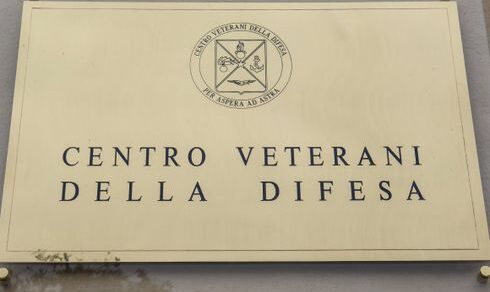 CENTRO VETERANI DELLA DIFESA
PER ASPERA AD ASTRA
CENTRO VETERANI
DELLA DIFESA